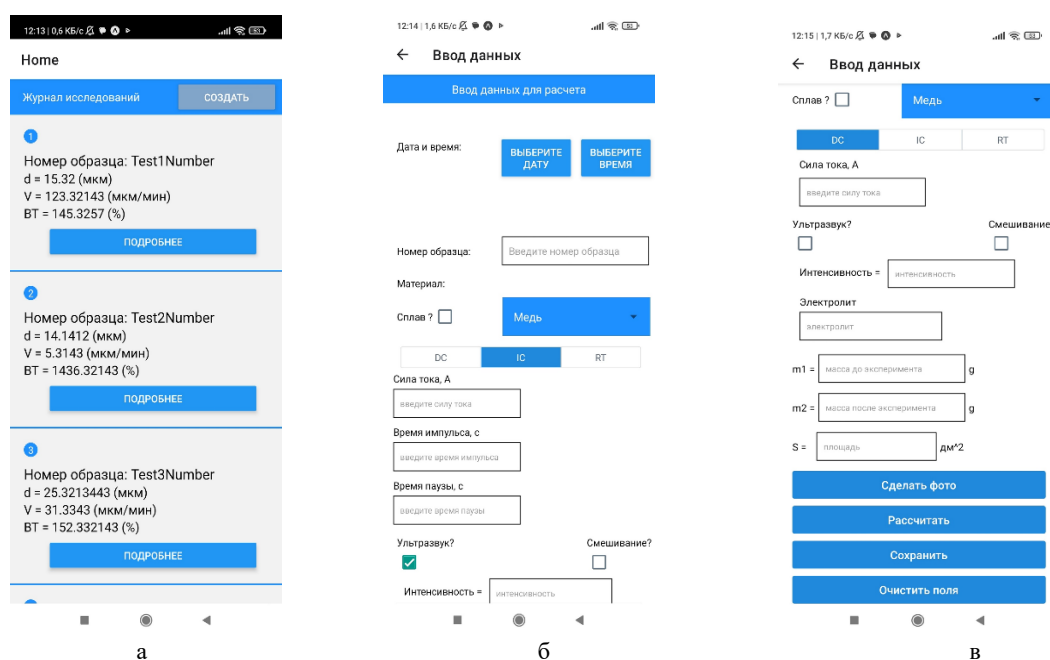 12:13 | 0,6 КБ/с
53
Home
Журнал исследований
СОЗДАТЬ
1
Номер образца: Test1Number
d = 15.32 (мкм)
V = 123.32143 (мкм/мин)
ВТ = 145.3257 (%)
ПОДРОБНЕЕ
2
Номер образца: Test2Number
d = 14.1412 (мкм)
V = 5.3143 (мкм/мин)
ВТ = 1436.32143 (%)
ПОДРОБНЕЕ
3
Номер образца: Test3Number
d = 25.3213443 (мкм)
V = 31.3343 (мкм/мин)
ВТ = 152.332143 (%)
ПОДРОБНЕЕ
а
12:14 | 1,6 КБ/с
53
Ввод данных
Ввод данных для расчета
Дата и время:
ВЫБЕРИТЕ
ДАТУ
ВЫБЕРИТЕ
ВРЕМЯ
Номер образца:
Введите номер образца
Материал:
Сплав ?
Медь
DC
IC
RT
Сила тока, А
введите силу тока
Время импульса, с
введите время импульса
Время паузы, с
введите время паузы
Ультразвук?
Смешивание?
Интенсивность =
интенсивность
б
12:15 | 1,7 КБ/с
Ввод данных
Сплав ?
Медь
DC
IC
RT
Сила тока, А
введите силу тока
Ультразвук?
Смешивание
Интенсивность =
интенсивность
Электролит
электролит
m1 =
масса до эксперимента
g
m2 =
масса после эксперимента
g
S =
площадь
дм^2
Сделать фото
Рассчитать
Сохранить
Очистить поля
в